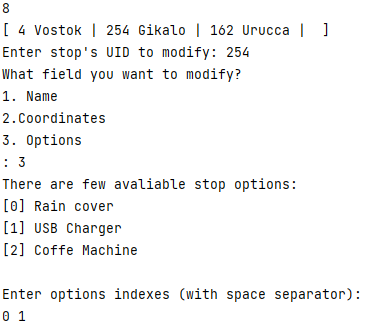 8
[ 4 Vostok | 254 Gikalo | 162 Urucca |  ]
Enter stop's UID to modify: 254
What field you want to modify?
1. Name
2.Coordinates
3. Options
: 3
There are few avaliable stop options:
[0] Rain cover
[1] USB Charger
[2] Coffe Machine
Enter options indexes (with space separator):
0 1